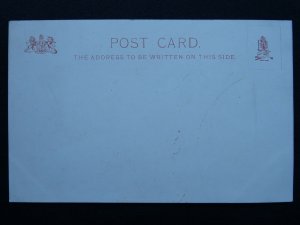 POST CARD.
THE ADDRESS TO BE WRITTEN ON THIS SIDE.